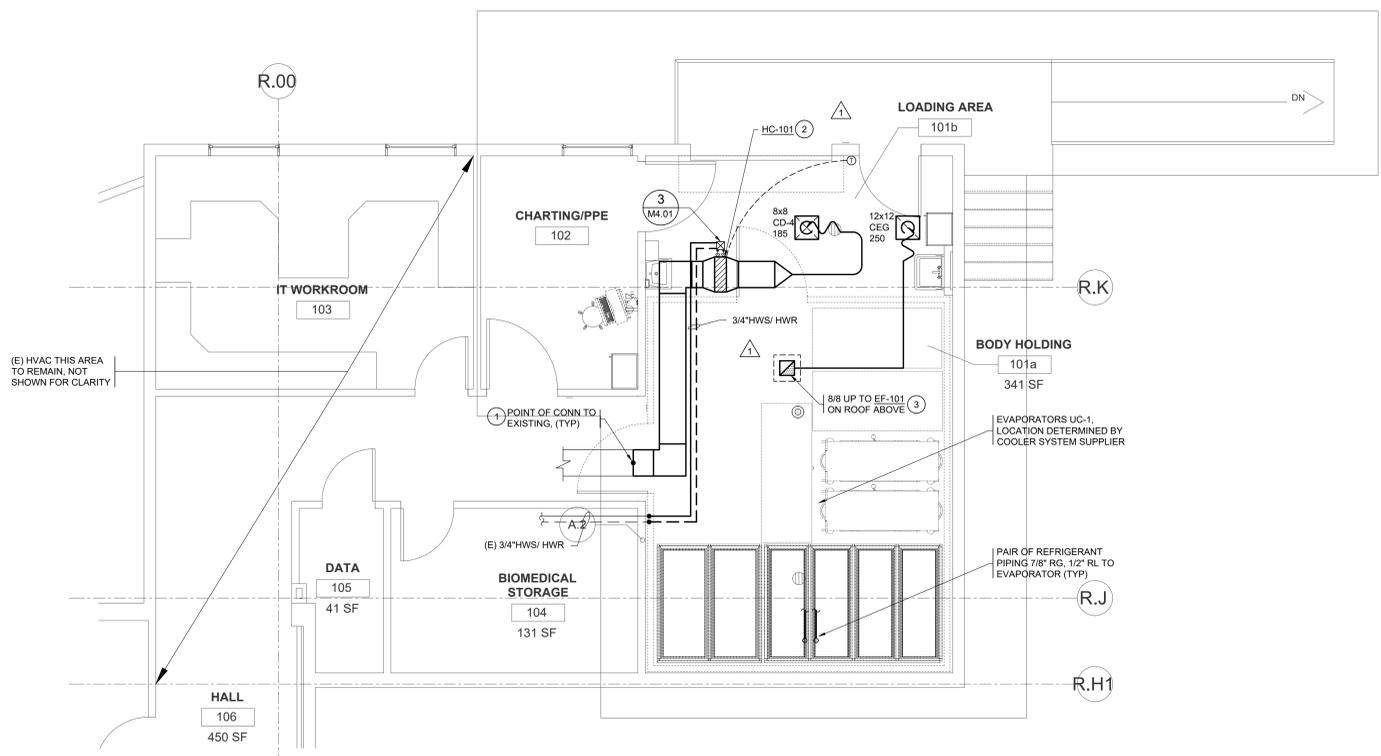 R.00
DN
1
LOADING AREA
101b
HC-101 2
T
3
M4.01
8x8
CD-4
185
12x12
CEG
250
CHARTING/PPE
102
IT WORKROOM
103
R.K
3/4"HWS/ HWR
1
BODY HOLDING
101a
341 SF
(E) HVAC THIS AREA
TO REMAIN, NOT
SHOWN FOR CLARITY
8/8 UP TO EF-101
ON ROOF ABOVE
3
1 POINT OF CONN TO
EXISTING, (TYP)
EVAPORATORS UC-1,
LOCATION DETERMINED BY
COOLER SYSTEM SUPPLIER
A.2
(E) 3/4"HWS/ HWR
PAIR OF REFRIGERANT
PIPING 7/8" RG, 1/2" RL TO
EVAPORATOR (TYP)
DATA
105
41 SF
BIOMEDICAL
STORAGE
104
131 SF
R.J
R.H1
HALL
106
450 SF